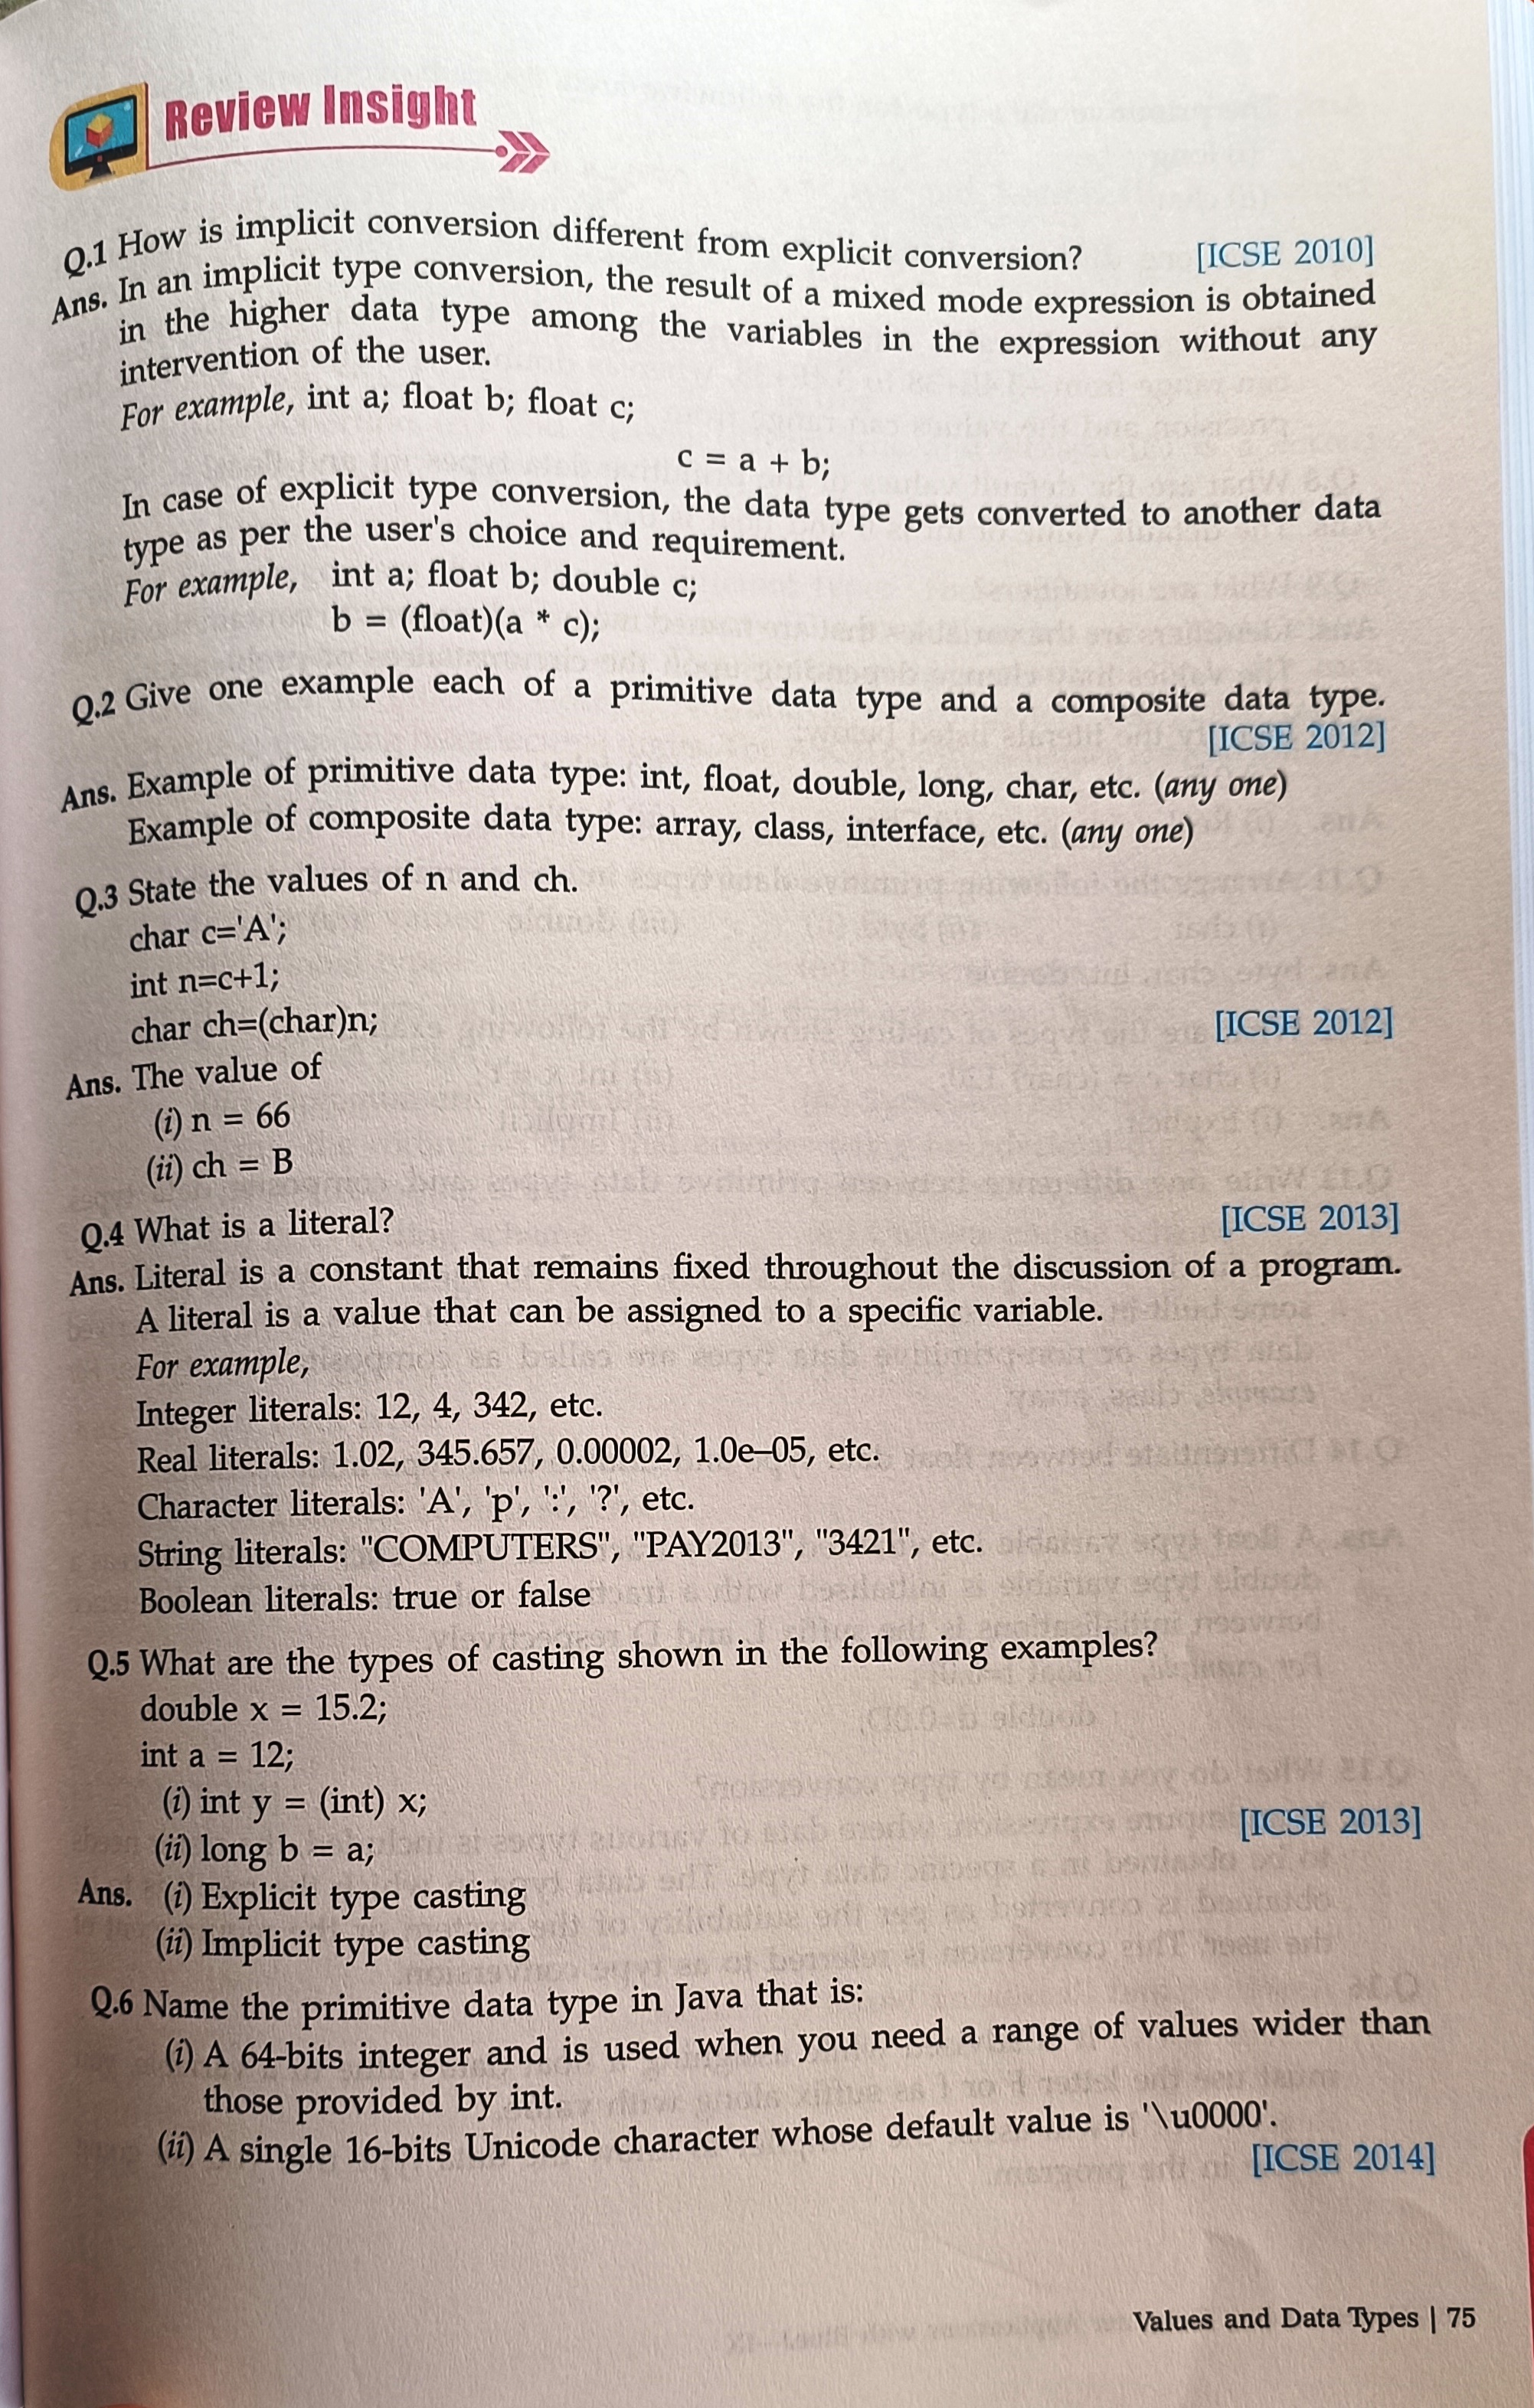 Review Insight
Q.1 How is implicit conversion different from explicit conversion? [ICSE 2010]
Ans. In an implicit type conversion, the result of a mixed mode expression is obtained
in the higher data type among the variables in the expression without any
intervention of the user.
For example, int a; float b; float c;
c = a + b;
In case of explicit type conversion, the data type gets converted to another data
type as per the user's choice and requirement.
For example, int a; float b; double c;
b = (float)(a * c);
Q.2 Give one example each of a primitive data type and a composite data type.
[ICSE 2012]
Ans. Example of primitive data type: int, float, double, long, char, etc. (any one)
Example of composite data type: array, class, interface, etc. (any one)
Q.3 State the values of n and ch.
char c='A';
int n=c+1;
char ch=(char)n; [ICSE 2012]
Ans. The value of
(i) n = 66
(ii) ch = B
Q.4 What is a literal? [ICSE 2013]
Ans. Literal is a constant that remains fixed throughout the discussion of a program.
A literal is a value that can be assigned to a specific variable.
For example,
Integer literals: 12, 4, 342, etc.
Real literals: 1.02, 345.657, 0.00002, 1.0e–05, etc.
Character literals: 'A', 'p', ':', '?', etc.
String literals: "COMPUTERS", "PAY2013", "3421", etc.
Boolean literals: true or false
Q.5 What are the types of casting shown in the following examples?
double x = 15.2;
int a = 12;
(i) int y = (int) x;
(ii) long b = a; [ICSE 2013]
Ans. (i) Explicit type casting
(ii) Implicit type casting
Q.6 Name the primitive data type in Java that is:
(i) A 64-bits integer and is used when you need a range of values wider than
those provided by int.
(ii) A single 16-bits Unicode character whose default value is '\u0000'.
[ICSE 2014]
Values and Data Types | 75